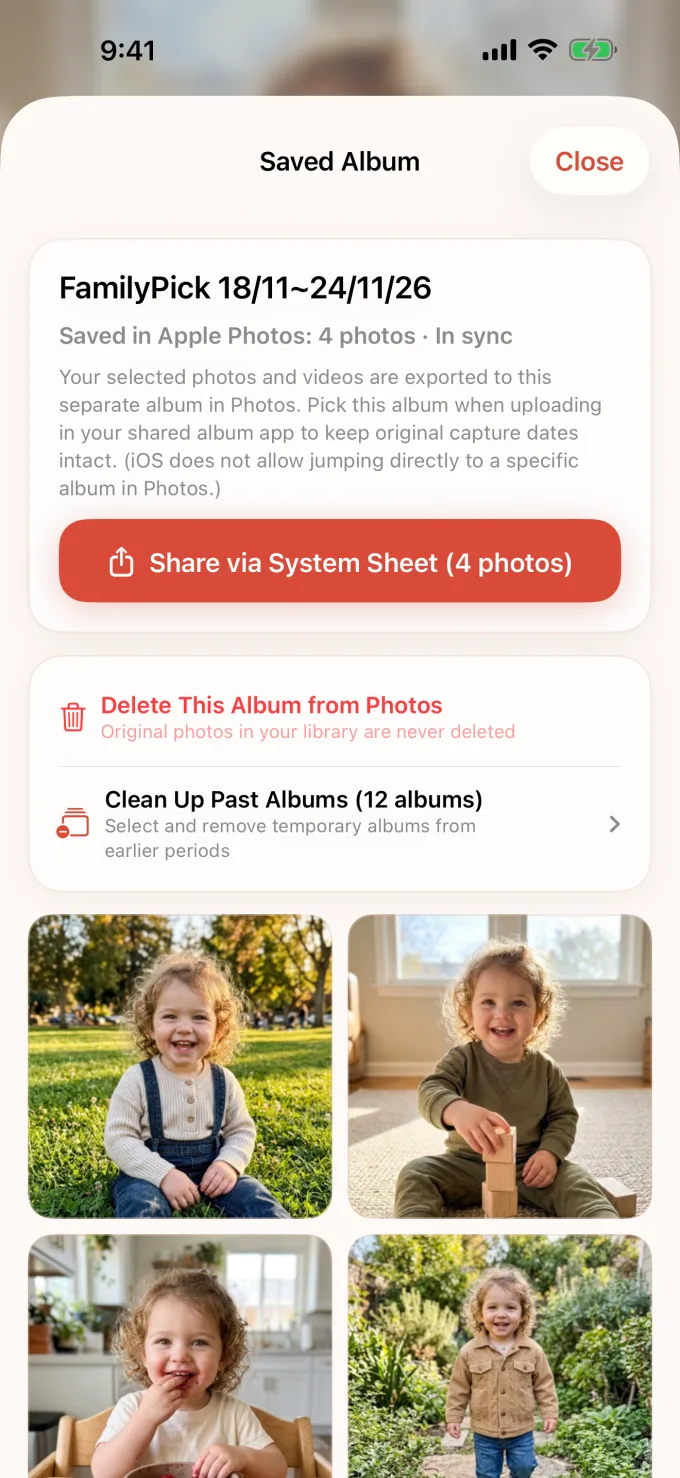 9:41
Saved Album
Close
FamilyPick 18/11~24/11/26
Saved in Apple Photos: 4 photos · In sync
Your selected photos and videos are exported to this
separate album in Photos. Pick this album when uploading
in your shared album app to keep original capture dates
intact. (iOS does not allow jumping directly to a specific
album in Photos.)
Share via System Sheet (4 photos)
Delete This Album from Photos
Original photos in your library are never deleted
Clean Up Past Albums (12 albums)
Select and remove temporary albums from
earlier periods